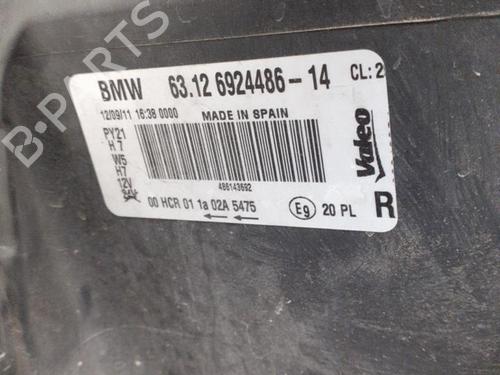 B-PARTS
BMW 63.12 6924486-14 CL: 2
12/09/11 16:38 0000 MADE IN SPAIN
PY21
H7
W5
H7
12V
486143692
Valeo
00 HCR 01 1a 02A 5475
E9 20 PL R